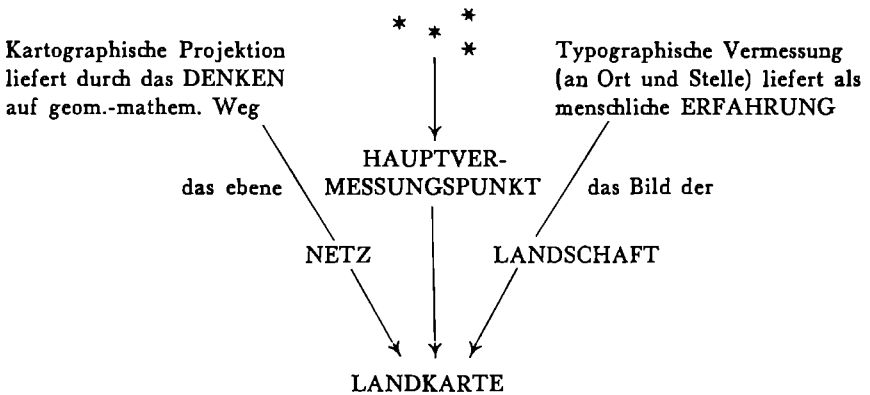 Kartographische Projektion
liefert durch das DENKEN
auf geom.-mathem. Weg
Typographische Vermessung
(an Ort und Stelle) liefert als
menschliche ERFAHRUNG
HAUPTVER-
MESSUNGSPUNKT
das ebene
das Bild der
NETZ
LANDSCHAFT
LANDKARTE